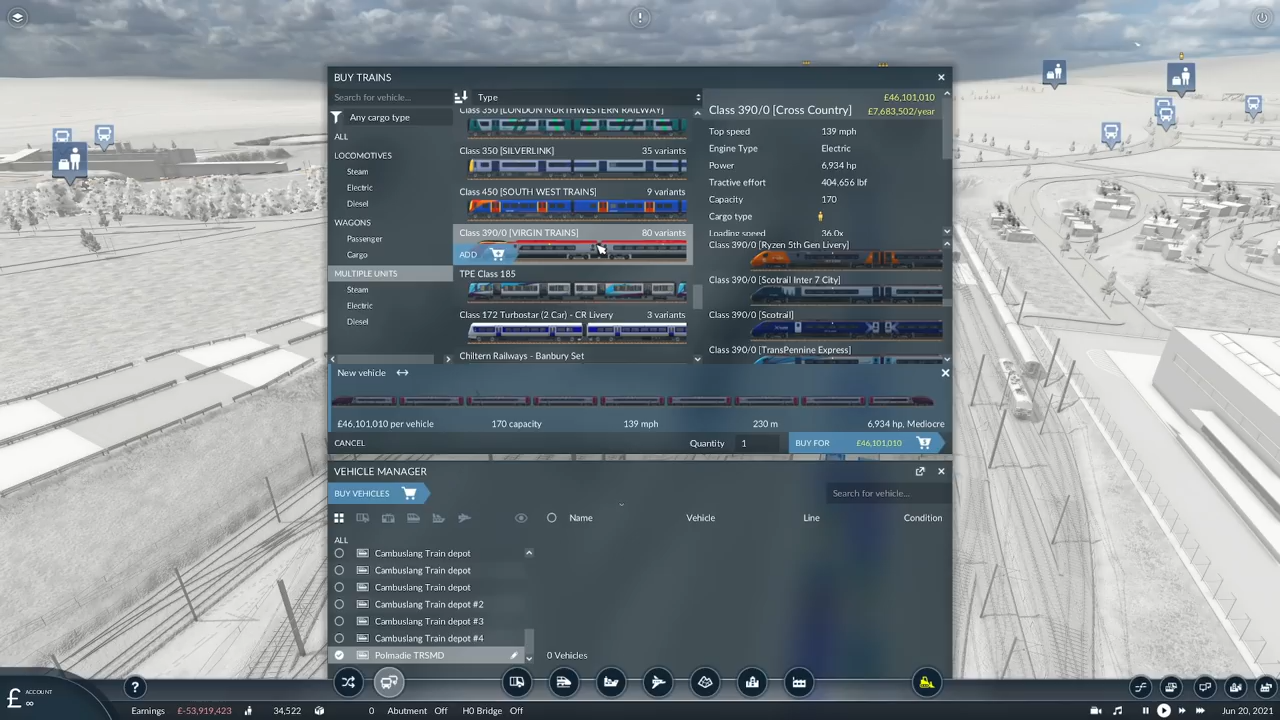 BUY TRAINS
Search for vehicle...
Type
Any cargo type
ALL
LOCOMOTIVES
Steam
Electric
Diesel
WAGONS
Passenger
Cargo
MULTIPLE UNITS
Steam
Electric
Diesel
Class 350 [LONDON NORTHWESTERN RAILWAY]
Class 350 [SILVERLINK] 35 variants
Class 450 [SOUTH WEST TRAINS] 9 variants
Class 390/0 [VIRGIN TRAINS] 80 variants
ADD
TPE Class 185
Class 172 Turbostar (2 Car) - CR Livery 3 variants
Chiltern Railways - Banbury Set
£46,101,010
Class 390/0 [Cross Country] £7,683,502/year
Top speed 139 mph
Engine Type Electric
Power 6,934 hp
Tractive effort 404.656 lbf
Capacity 170
Cargo type
Loading speed 36.0x
Class 390/0 [Ryzen 5th Gen Livery]
Class 390/0 [Scotrail Inter 7 City]
Class 390/0 [Scotrail]
Class 390/0 [TransPennine Express]
New vehicle
£46,101,010 per vehicle 170 capacity 139 mph 230 m 6,934 hp, Mediocre
CANCEL Quantity 1 BUY FOR £46,101,010
VEHICLE MANAGER
BUY VEHICLES Search for vehicle...
Name Vehicle Line Condition
ALL
Cambuslang Train depot
Cambuslang Train depot
Cambuslang Train depot
Cambuslang Train depot #2
Cambuslang Train depot #3
Cambuslang Train depot #4
Polmadie TRSMD 0 Vehicles
£ ACCOUNT ∞
?
Earnings £-53,919,423 34,522 0 Abutment Off H0 Bridge Off Jun 20, 2021